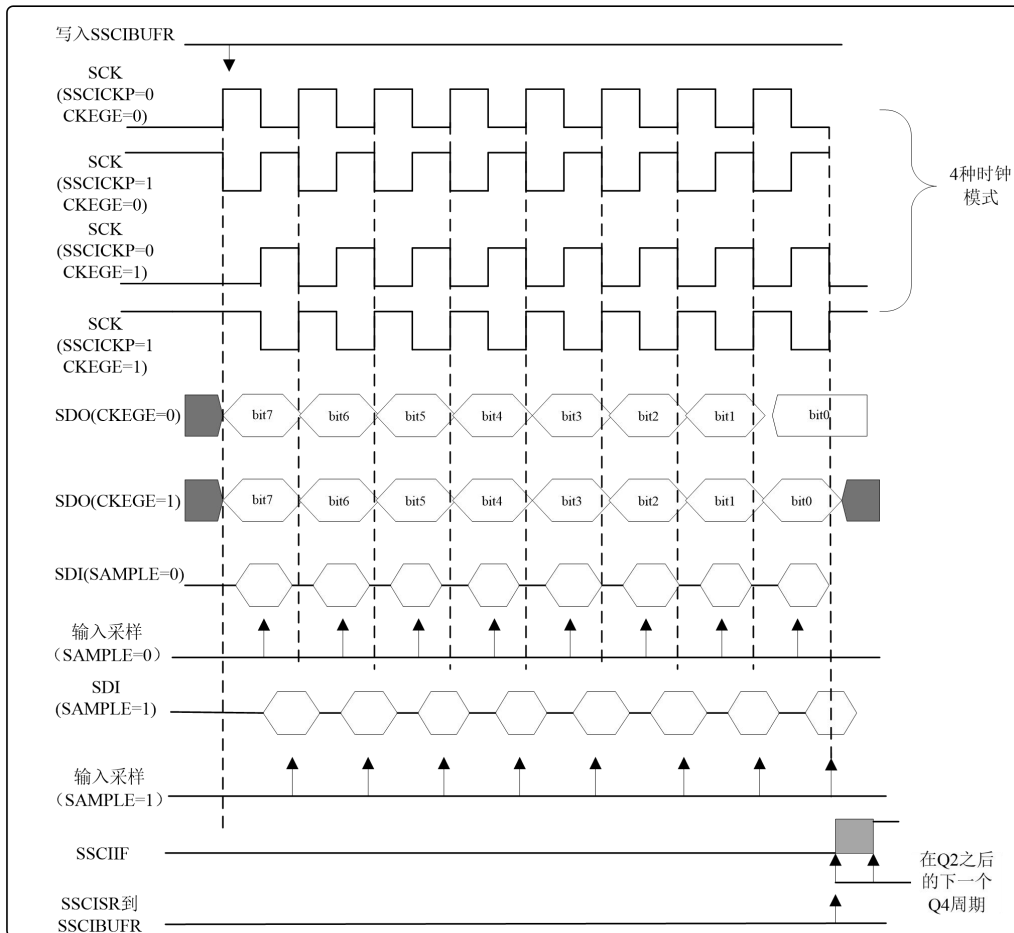 写入SSCIBUFR
SCK
(SSCICKP=0
CKEGE=0)
SCK
(SSCICKP=1
CKEGE=0)
SCK
(SSCICKP=0
CKEGE=1)
SCK
(SSCICKP=1
CKEGE=1)
4种时钟
模式
SDO(CKEGE=0)
bit7
bit6
bit5
bit4
bit3
bit2
bit1
bit0
SDO(CKEGE=1)
bit7
bit6
bit5
bit4
bit3
bit2
bit1
bit0
SDI(SAMPLE=0)
输入采样
（SAMPLE=0）
SDI
(SAMPLE=1)
输入采样
（SAMPLE=1）
SSCIIF
在Q2之后
的下一个
Q4周期
SSCISR到
SSCIBUFR